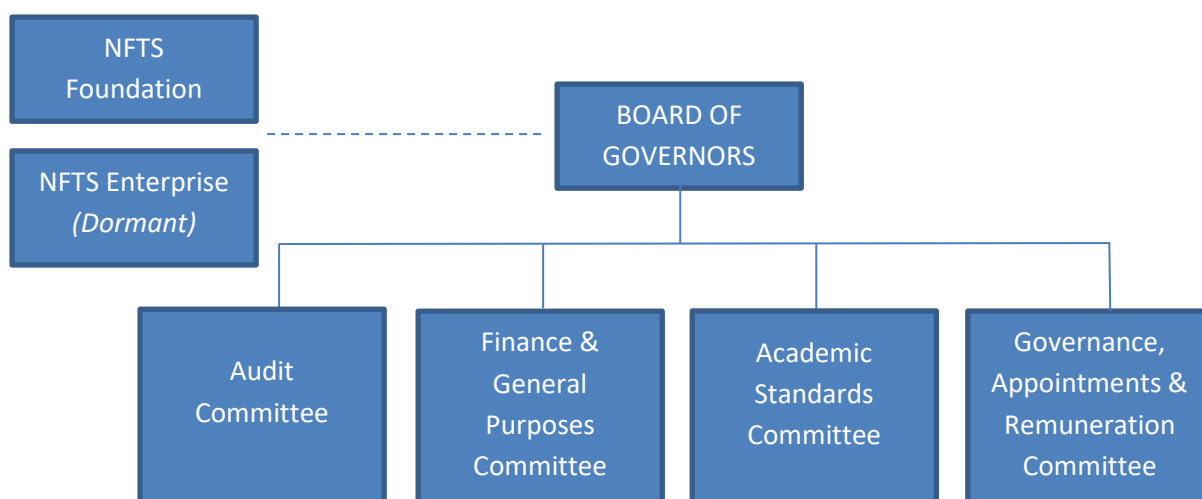 NFTS
Foundation
BOARD OF
GOVERNORS
NFTS Enterprise
(Dormant)
Audit
Committee
Finance &
General
Purposes
Committee
Academic
Standards
Committee
Governance,
Appointments &
Remuneration
Committee